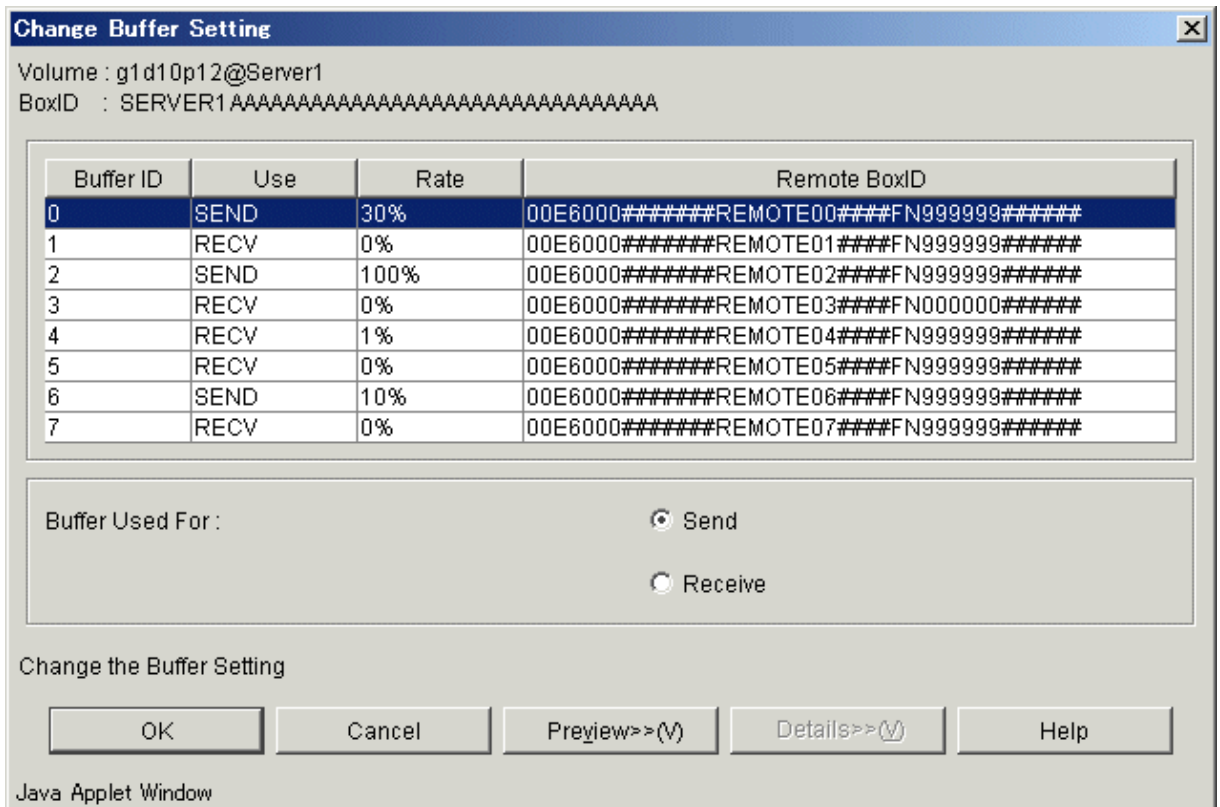 Change Buffer Setting
Volume : g1d10p12@Server1
BoxID : SERVER1AAAAAAAAAAAAAAAAAAAAAAAAAAAAAAAAA
Buffer ID Use Rate Remote BoxID
0 SEND 30% 00E6000#######REMOTE00####FN999999######
1 RECV 0% 00E6000#######REMOTE01####FN999999######
2 SEND 100% 00E6000#######REMOTE02####FN999999######
3 RECV 0% 00E6000#######REMOTE03####FN000000######
4 RECV 1% 00E6000#######REMOTE04####FN999999######
5 RECV 0% 00E6000#######REMOTE05####FN999999######
6 SEND 10% 00E6000#######REMOTE06####FN999999######
7 RECV 0% 00E6000#######REMOTE07####FN999999######
Buffer Used For : Send
Receive
Change the Buffer Setting
OK Cancel Preview>>(V) Details>>(V) Help
Java Applet Window